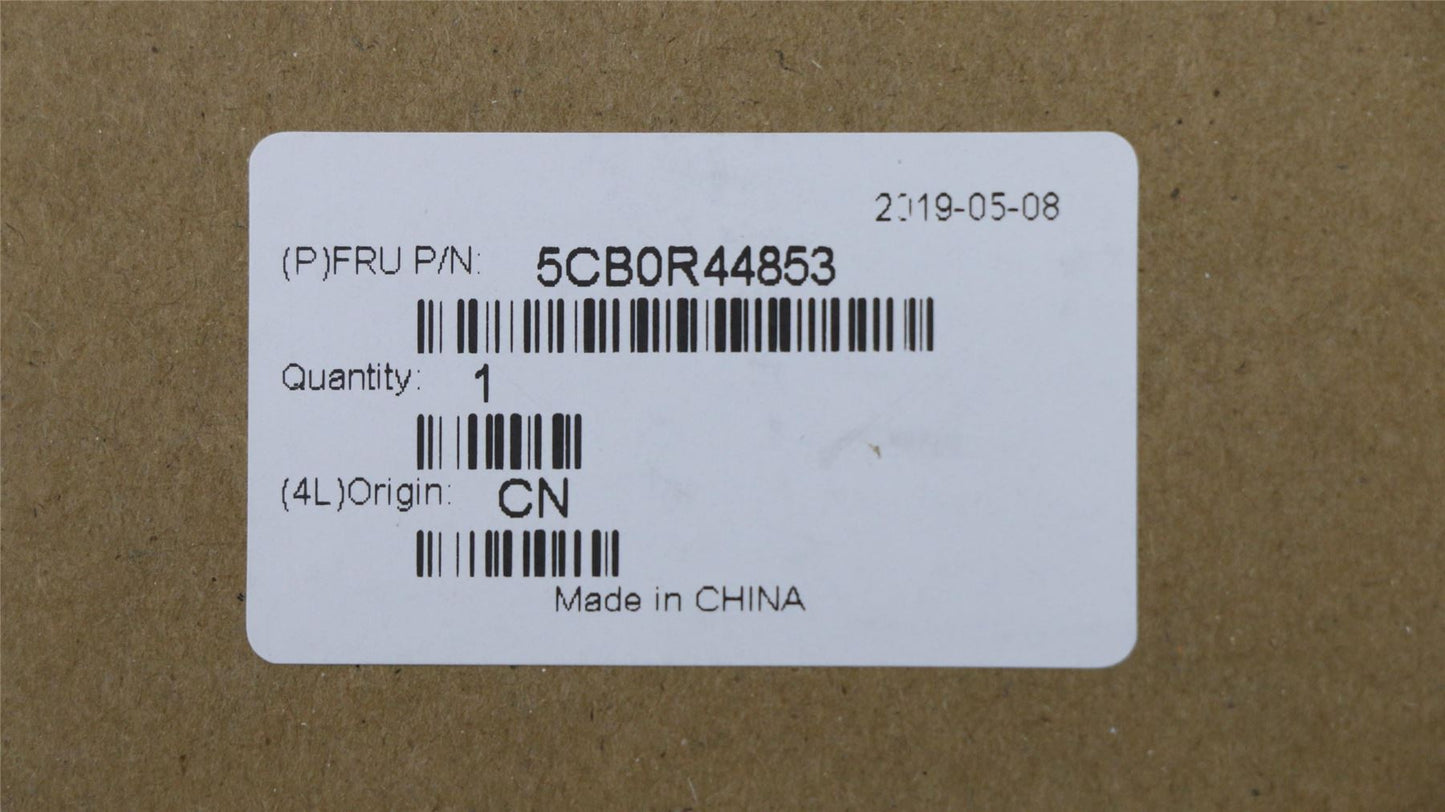 2019-05-08
(P)FRU P/N: 5CB0R44853
Quantity: 1
(4L)Origin: CN
Made in CHINA